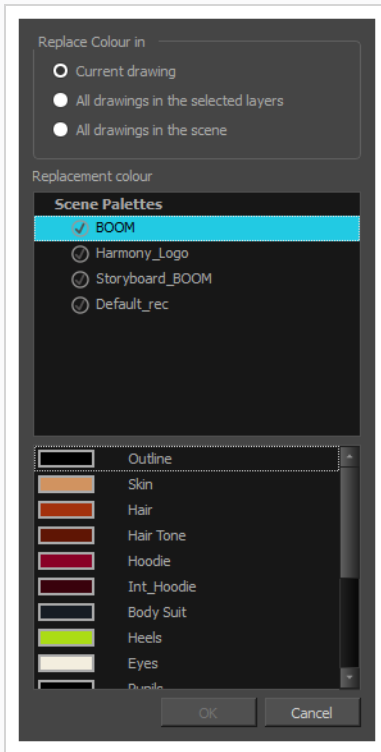 Replace Colour in
Current drawing
All drawings in the selected layers
All drawings in the scene
Replacement colour
Scene Palettes
BOOM
Harmony_Logo
Storyboard_BOOM
Default_rec
Outline
Skin
Hair
Hair Tone
Hoodie
Int_Hoodie
Body Suit
Heels
Eyes
Pupils
OK
Cancel